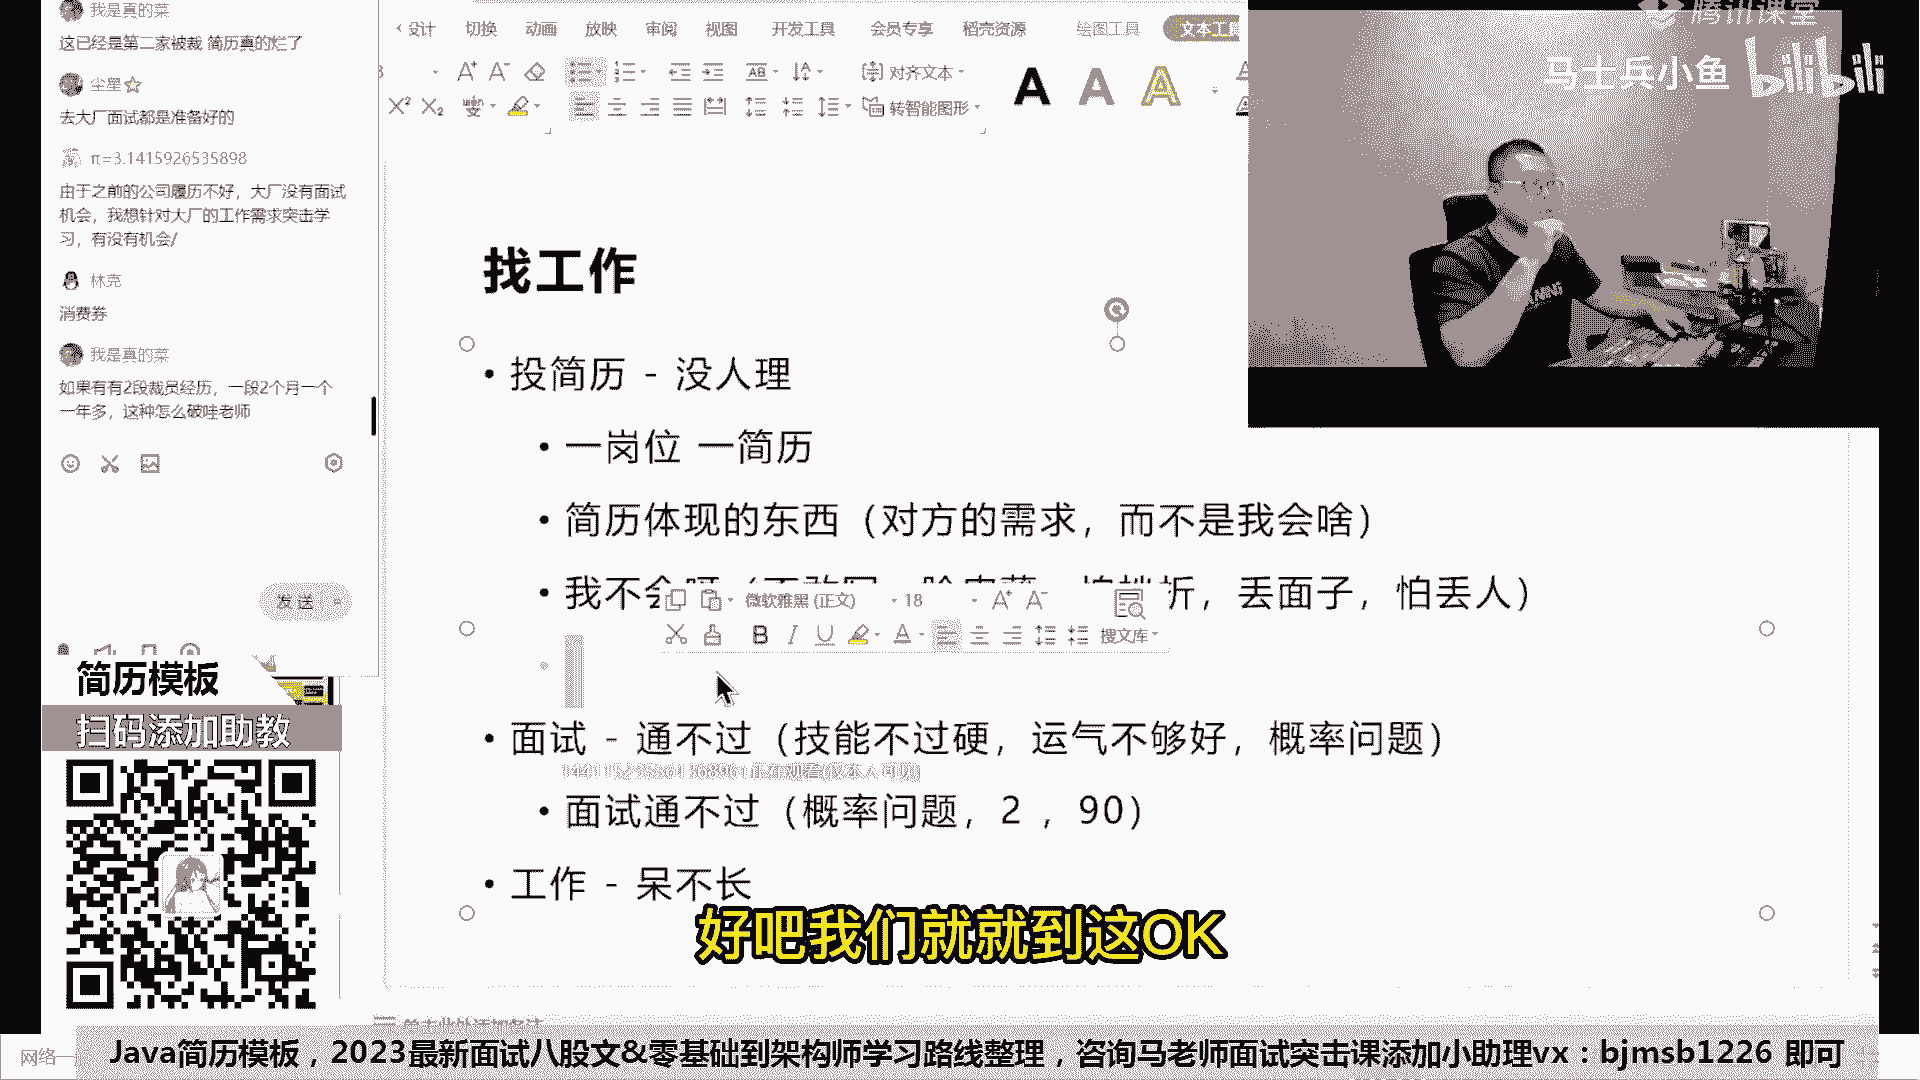 我是真的菜
这已经是第二家被裁 简历真的烂了
尘星☆
去大厂面试都是准备好的
π=3.1415926535898
由于之前的公司履历不好，大厂没有面试
机会，我想针对大厂的工作需求突击学
习，有没有机会/
林克
消费券
我是真的菜
如果有有2段裁员经历，一段2个月一个
一年多，这种怎么破哇老师
发送
设计 切换 动画 放映 审阅 视图 开发工具 会员专享 稻壳资源 绘图工具 文本工具
对齐文本
转智能图形
腾讯课堂
马士兵小鱼 bilibili
找工作
• 投简历 - 没人理
• 一岗位 一简历
• 简历体现的东西（对方的需求，而不是我会啥）
• 我不会
折，丢面子，怕丢人）
微软雅黑 (正文) 18
B I U A 搜文库
• 面试 - 通不过（技能不过硬，运气不够好，概率问题）
• 面试通不过（概率问题，2 ，90）
• 工作 - 呆不长
好吧我们就就到这OK
简历模板
扫码添加助教
单击此处添加备注
网络一
Java简历模板，2023最新面试八股文&零基础到架构师学习路线整理，咨询马老师面试突击课添加小助理vx：bjmsb1226 即可